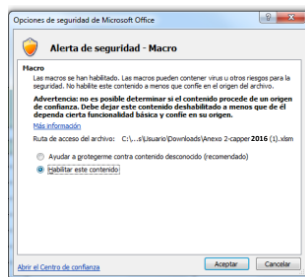 Opciones de seguridad de Microsoft Office
Alerta de seguridad - Macro
Macro
Las macros se han habilitado. Las macros pueden contener virus u otros riesgos para la
seguridad. No habilite este contenido a menos que confíe en el origen del archivo.
Advertencia: no es posible determinar si el contenido procede de un origen
de confianza. Debe dejar este contenido deshabilitado a menos que de él
dependa cierta funcionalidad básica y confíe en su origen.
Más información
Ruta de acceso del archivo: C:\...s\Usuario\Downloads\Anexo 2-capper 2016 (1).xlsm
Ayudar a protegerme contra contenido desconocido (recomendado)
Habilitar este contenido
Abrir el Centro de confianza
Aceptar
Cancelar